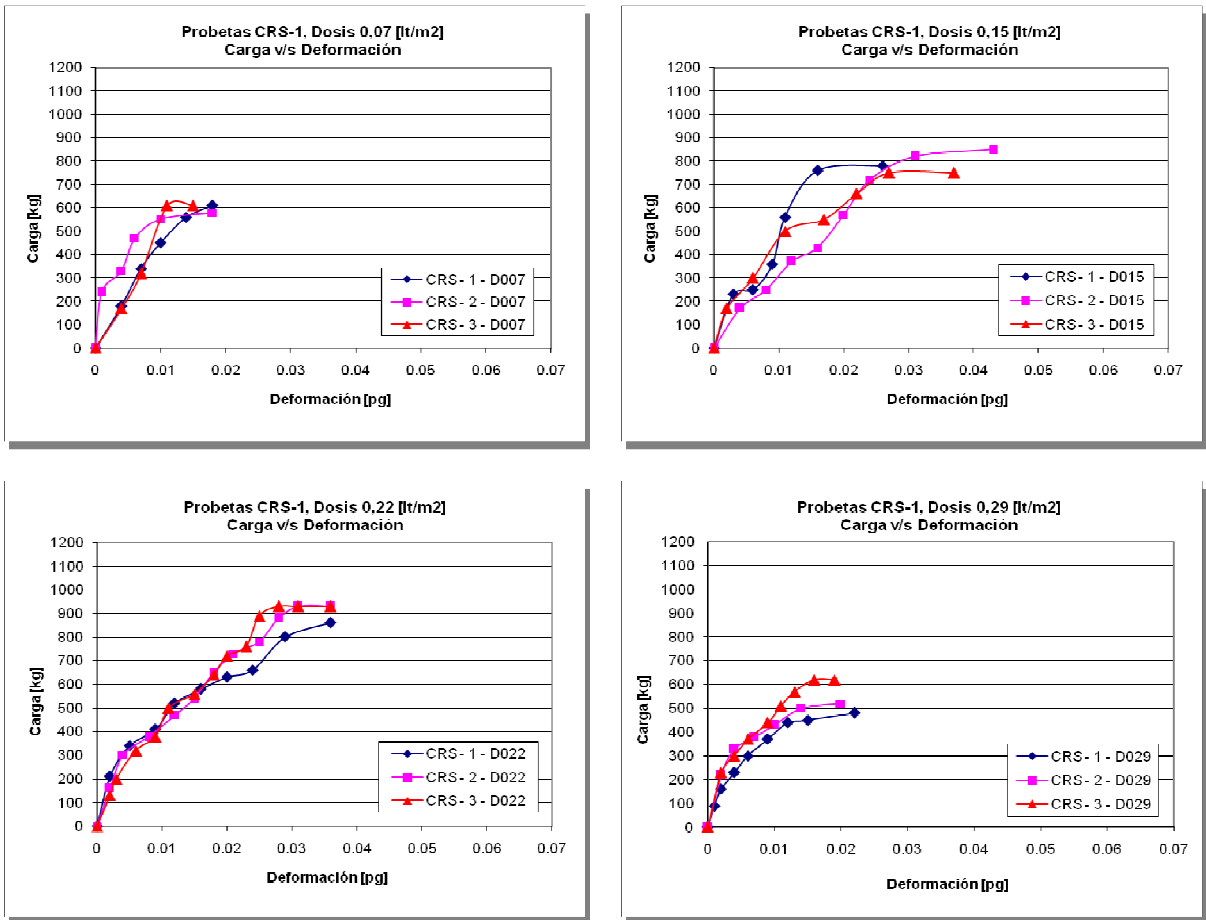 Probetas CRS-1, Dosis 0,07 [lt/m2]
Carga v/s Deformación
1200
1100
1000
900
800
700
600
500
400
300
200
100
0
Carga [kg]
CRS- 1 - D007
CRS- 2 - D007
CRS- 3 - D007
0 0.01 0.02 0.03 0.04 0.05 0.06 0.07
Deformación [pg]
Probetas CRS-1, Dosis 0,15 [lt/m2]
Carga v/s Deformación
1200
1100
1000
900
800
700
600
500
400
300
200
100
0
Carga [kg]
CRS- 1 - D015
CRS- 2 - D015
CRS- 3 - D015
0 0.01 0.02 0.03 0.04 0.05 0.06 0.07
Deformación [pg]
Probetas CRS-1, Dosis 0,22 [lt/m2]
Carga v/s Deformación
1200
1100
1000
900
800
700
600
500
400
300
200
100
0
Carga [kg]
CRS- 1 - D022
CRS- 2 - D022
CRS- 3 - D022
0 0.01 0.02 0.03 0.04 0.05 0.06 0.07
Deformación [pg]
Probetas CRS-1, Dosis 0,29 [lt/m2]
Carga v/s Deformación
1200
1100
1000
900
800
700
600
500
400
300
200
100
0
Carga [kg]
CRS- 1 - D029
CRS- 2 - D029
CRS- 3 - D029
0 0.01 0.02 0.03 0.04 0.05 0.06 0.07
Deformación [pg]